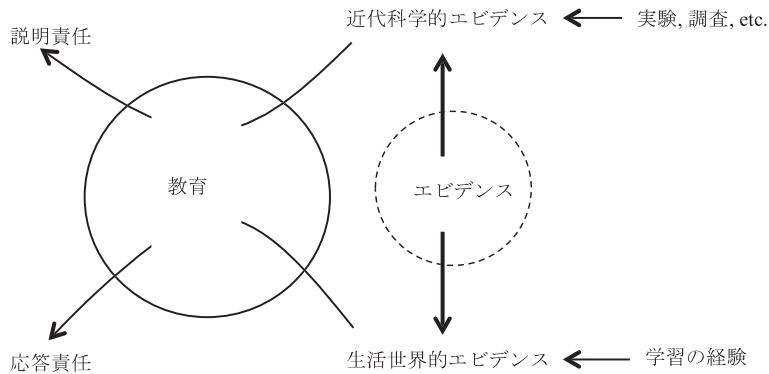 近代科学的エビデンス
実験, 調査, etc.
説明責任
教育
エビデンス
応答責任
生活世界的エビデンス
学習の経験